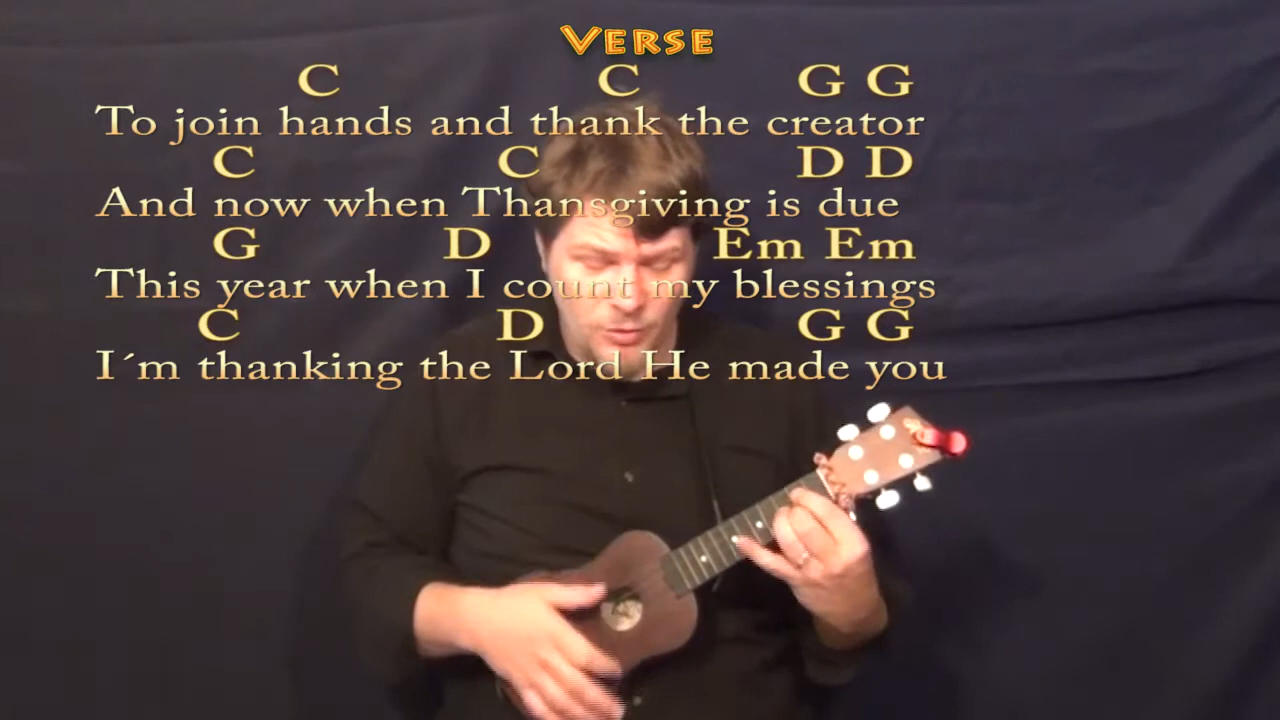 VERSE
C C G G
To join hands and thank the creator
C C D D
And now when Thansgiving is due
G D Em Em
This year when I count my blessings
C D G G
I´m thanking the Lord He made you